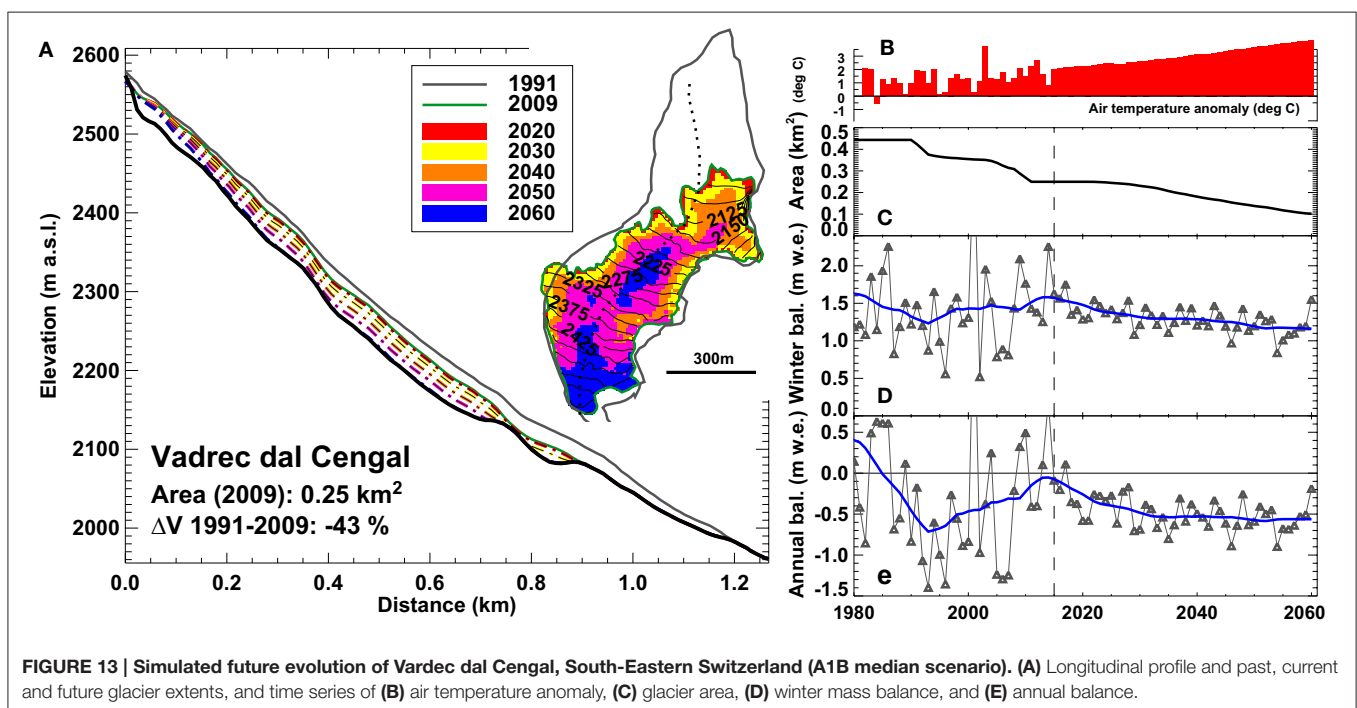 A
2600
2500
2400
2300
2200
2100
2000
Elevation (m a.s.l.)
0.0 0.2 0.4 0.6 0.8 1.0 1.2
Distance (km)
1991
2009
2020
2030
2040
2050
2060
2125
2150
2225
2275
2325
2375
2425
300m
Vadrec dal Cengal
Area (2009): 0.25 km²
ΔV 1991-2009: -43 %
B
3
2
1
0
-1
(deg C)
Air temperature anomaly (deg C)
0.5
0.4
0.3
0.2
0.1
0.0
Area (km²)
C
2.0
1.5
1.0
0.5
0.0
Winter bal. (m w.e.)
D
0.5
0.0
-0.5
-1.0
-1.5
Annual bal. (m w.e.)
e
1980 2000 2020 2040 2060
FIGURE 13 | Simulated future evolution of Vardec dal Cengal, South-Eastern Switzerland (A1B median scenario). (A) Longitudinal profile and past, current
and future glacier extents, and time series of (B) air temperature anomaly, (C) glacier area, (D) winter mass balance, and (E) annual balance.